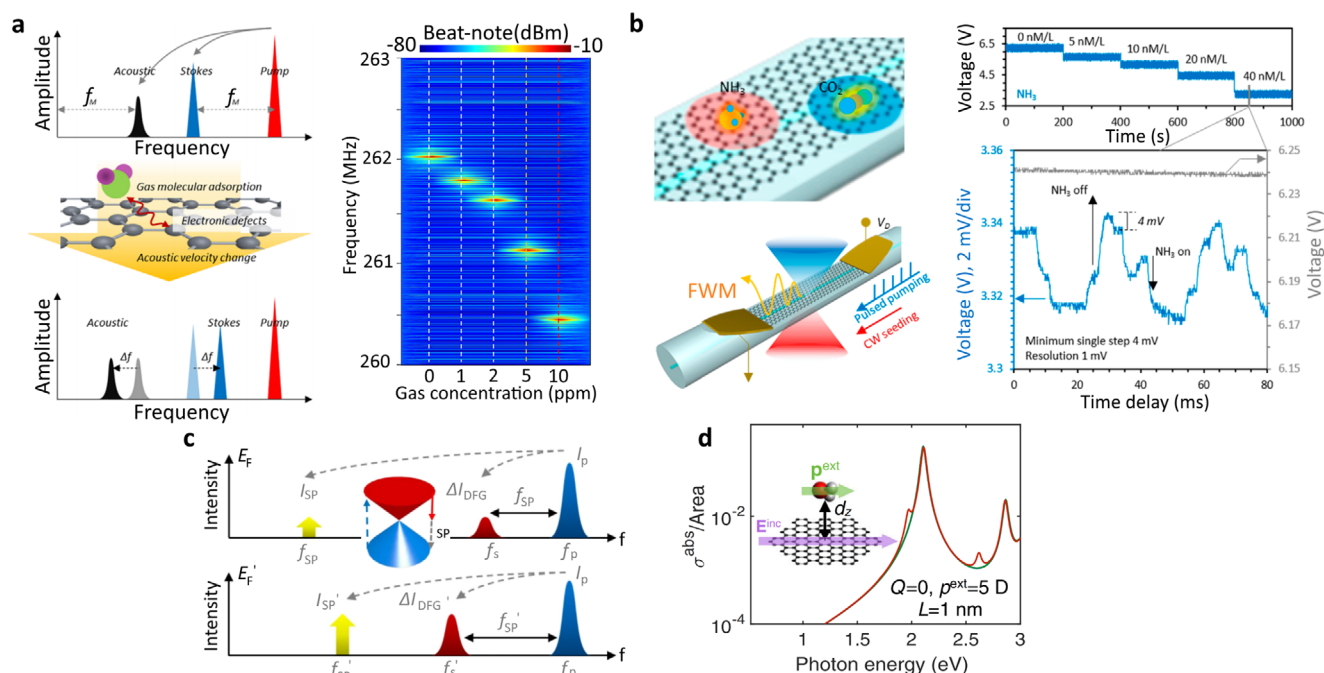 a
Amplitude
Acoustic
Stokes
Pump
f_M
f_M
Frequency
Gas molecular adsorption
Electronic defects
Acoustic velocity change
Amplitude
Acoustic
Stokes
Pump
Δf
Δf
Frequency
Beat-note(dBm)
-80
-10
Frequency (MHz)
263
262
261
260
0 1 2 5 10
Gas concentration (ppm)
b
NH₃
CO₂
V_D
FWM
Pulsed pumping
CW seeding
Voltage (V)
6.5
4.5
2.5
0 nM/L
5 nM/L
10 nM/L
20 nM/L
40 nM/L
NH₃
0 200 400 600 800 1000
Time (s)
Voltage (V), 2 mV/div
3.36
3.34
3.32
3.3
NH₃ off
4 mV
NH₃ on
Minimum single step 4 mV
Resolution 1 mV
6.25
6.23
6.21
6.19
6.17
6.15
Voltage (V)
0 20 40 60 80
Time delay (ms)
c
Intensity
E_F
I_SP
ΔI_DFG
I_p
f_SP
SP
f_SP
f_s
f_p
f
Intensity
E_F'
I_SP'
ΔI_DFG'
I_p
f_SP'
f_SP'
f_s'
f_p
f
d
σ^abs/Area
10⁻²
10⁻⁴
p^ext
d_z
E^inc
Q=0, p^ext=5 D
L=1 nm
1 1.5 2 2.5 3
Photon energy (eV)